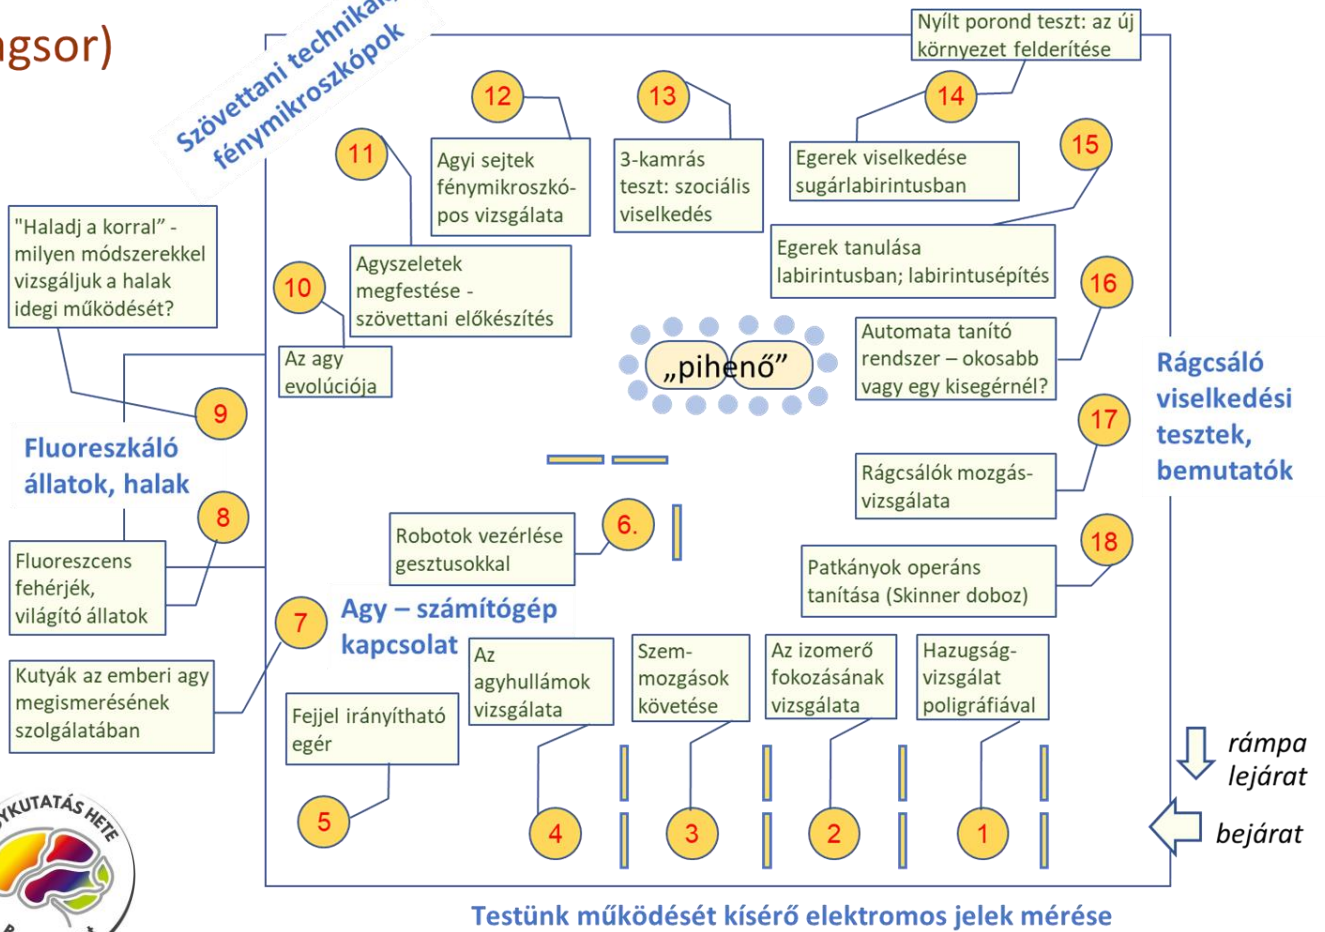 gsor)
Szövettani technikák,
fénymikroszkópok
Nyílt porond teszt: az új
környezet felderítése
12
13
14
11
15
Agyi sejtek
fénymikroszkó-
pos vizsgálata
3-kamrás
teszt: szociális
viselkedés
Egerek viselkedése
sugárlabirintusban
"Haladj a korral” -
milyen módszerekkel
vizsgáljuk a halak
idegi működését?
Agyszeletek
megfestése -
szövettani előkészítés
Egerek tanulása
labirintusban; labirintusépítés
10
16
Az agy
evolúciója
„pihenő”
Automata tanító
rendszer – okosabb
vagy egy kisegérnél?
Rágcsáló
viselkedési
tesztek,
bemutatók
9
17
Fluoreszkáló
állatok, halak
Rágcsálók mozgás-
vizsgálata
8
6.
18
Robotok vezérlése
gesztusokkal
Fluoreszcens
fehérjék,
világító állatok
Patkányok operáns
tanítása (Skinner doboz)
7
Agy – számítógép
kapcsolat
Kutyák az emberi agy
megismerésének
szolgálatában
Fejjel irányítható
egér
Az
agyhullámok
vizsgálata
Szem-
mozgások
követése
Az izomerő
fokozásának
vizsgálata
Hazugság-
vizsgálat
poligráfiával
rámpa
lejárat
5
4
3
2
1
bejárat
YKUTATÁS HETE
Testünk működését kísérő elektromos jelek mérése